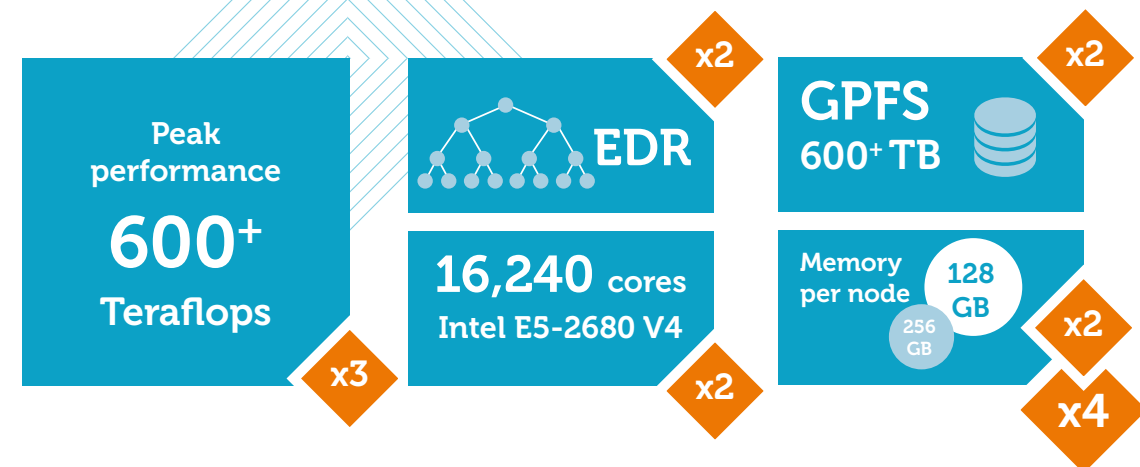 Peak
performance
600+
Teraflops
x3
EDR
x2
16,240 cores
Intel E5-2680 V4
x2
GPFS
600+ TB
x2
Memory
per node
128
GB
256
GB
x2
x4